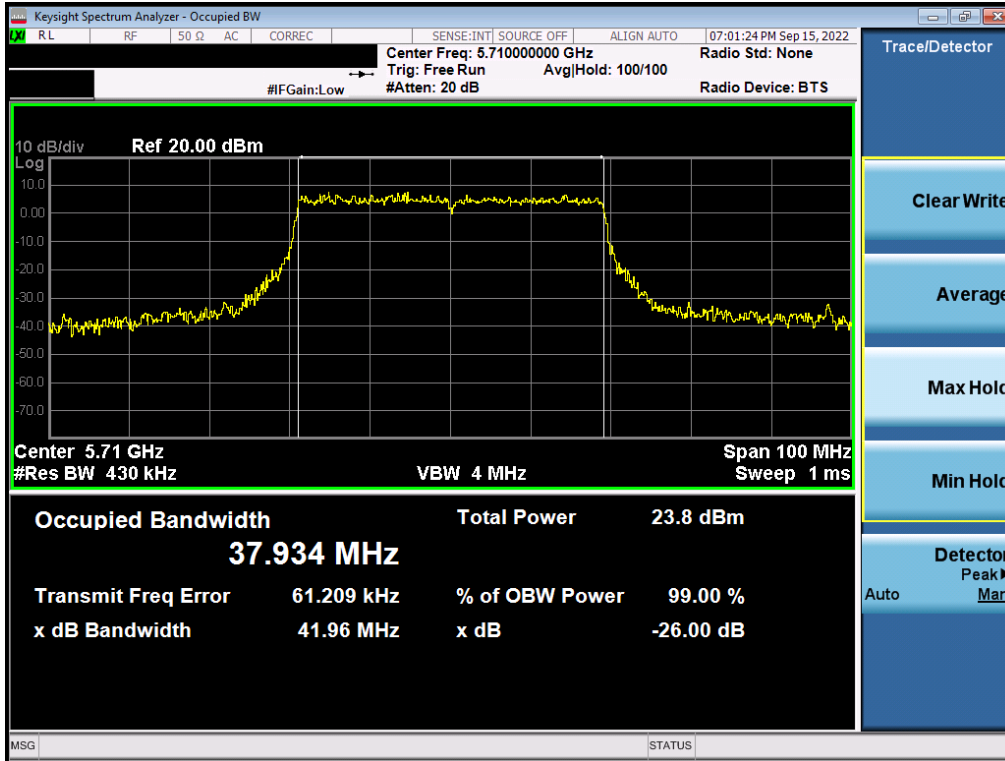 Keysight Spectrum Analyzer - Occupied BW
LXI RL RF 50 Ω AC CORREC SENSE:INT SOURCE OFF ALIGN AUTO 07:01:24 PM Sep 15, 2022
Center Freq: 5.710000000 GHz Radio Std: None
Trig: Free Run Avg|Hold: 100/100
#IFGain:Low #Atten: 20 dB Radio Device: BTS
Trace/Detector
10 dB/div Ref 20.00 dBm
Log
10.0
0.00
-10.0
-20.0
-30.0
-40.0
-50.0
-60.0
-70.0
Center 5.71 GHz Span 100 MHz
#Res BW 430 kHz VBW 4 MHz Sweep 1 ms
Occupied Bandwidth Total Power 23.8 dBm
37.934 MHz
Transmit Freq Error 61.209 kHz % of OBW Power 99.00 %
x dB Bandwidth 41.96 MHz x dB -26.00 dB
Clear Write
Average
Max Hold
Min Hold
Detector
Peak▶
Auto Man
MSG STATUS